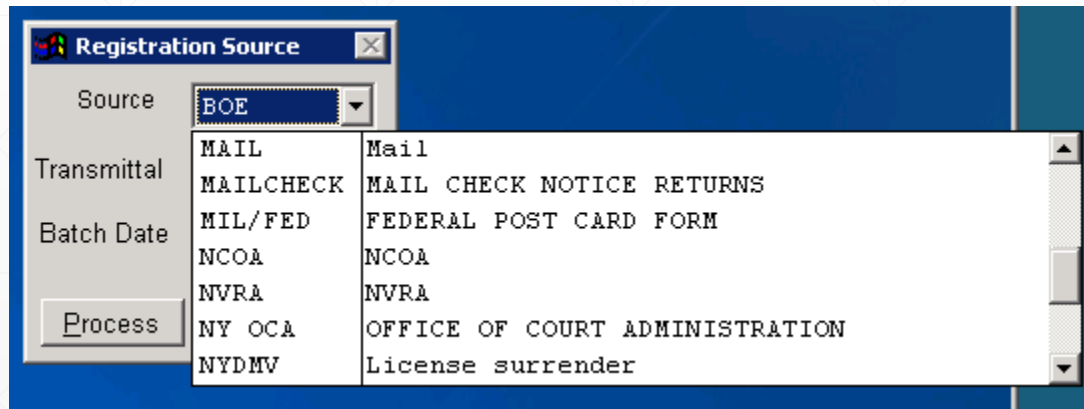 Registration Source
Source BOE
Transmittal
Batch Date
Process
MAIL Mail
MAILCHECK MAIL CHECK NOTICE RETURNS
MIL/FED FEDERAL POST CARD FORM
NCOA NCOA
NVRA NVRA
NY OCA OFFICE OF COURT ADMINISTRATION
NYDMV License surrender